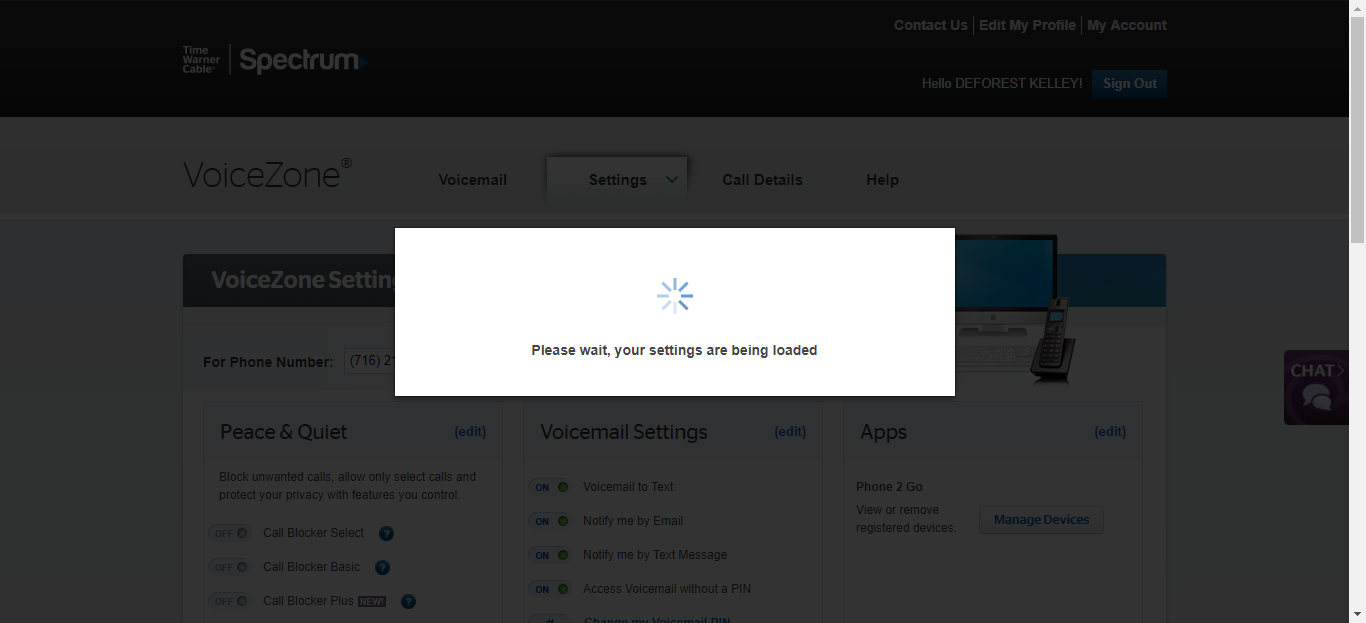 Contact Us | Edit My Profile | My Account
Time
Warner
Cable
Spectrum
Hello DEFOREST KELLEY!
Sign Out
VoiceZone®
Voicemail
Settings
Call Details
Help
VoiceZone
Please wait, your settings are being loaded
For Phone Number:
(716)
CHAT
Peace & Quiet
(edit)
Block unwanted calls, allow only select calls and
protect your privacy with features you control.
OFF Call Blocker Select ?
OFF Call Blocker Basic ?
OFF Call Blocker Plus NEW! ?
Voicemail Settings
(edit)
ON Voicemail to Text
ON Notify me by Email
ON Notify me by Text Message
ON Access Voicemail without a PIN
# Change my Voicemail PIN
Apps
(edit)
Phone 2 Go
View or remove
registered devices.
Manage Devices